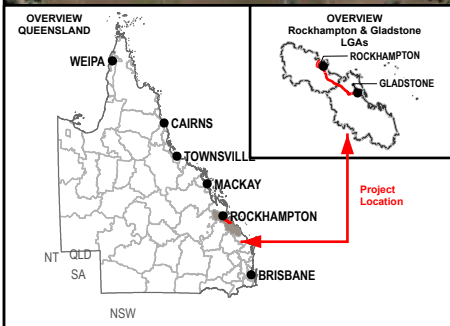 OVERVIEW
QUEENSLAND
WEIPA
CAIRNS
TOWNSVILLE
MACKAY
ROCKHAMPTON
BRISBANE
NT
QLD
SA
NSW
OVERVIEW
Rockhampton & Gladstone
LGAs
ROCKHAMPTON
GLADSTONE
Project
Location